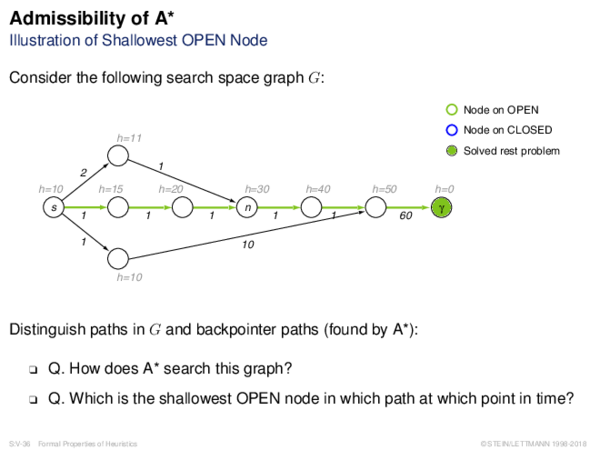 Admissibility of A*
Illustration of Shallowest OPEN Node
Consider the following search space graph G:
Node on OPEN
Node on CLOSED
Solved rest problem
h=11
2
1
h=10
h=15
h=20
h=30
h=40
h=50
h=0
s
1
1
1
n
1
1
60
γ
1
10
h=10
Distinguish paths in G and backpointer paths (found by A*):
Q. How does A* search this graph?
Q. Which is the shallowest OPEN node in which path at which point in time?
S:V-36 Formal Properties of Heuristics
©STEIN/LETTMANN 1998-2018